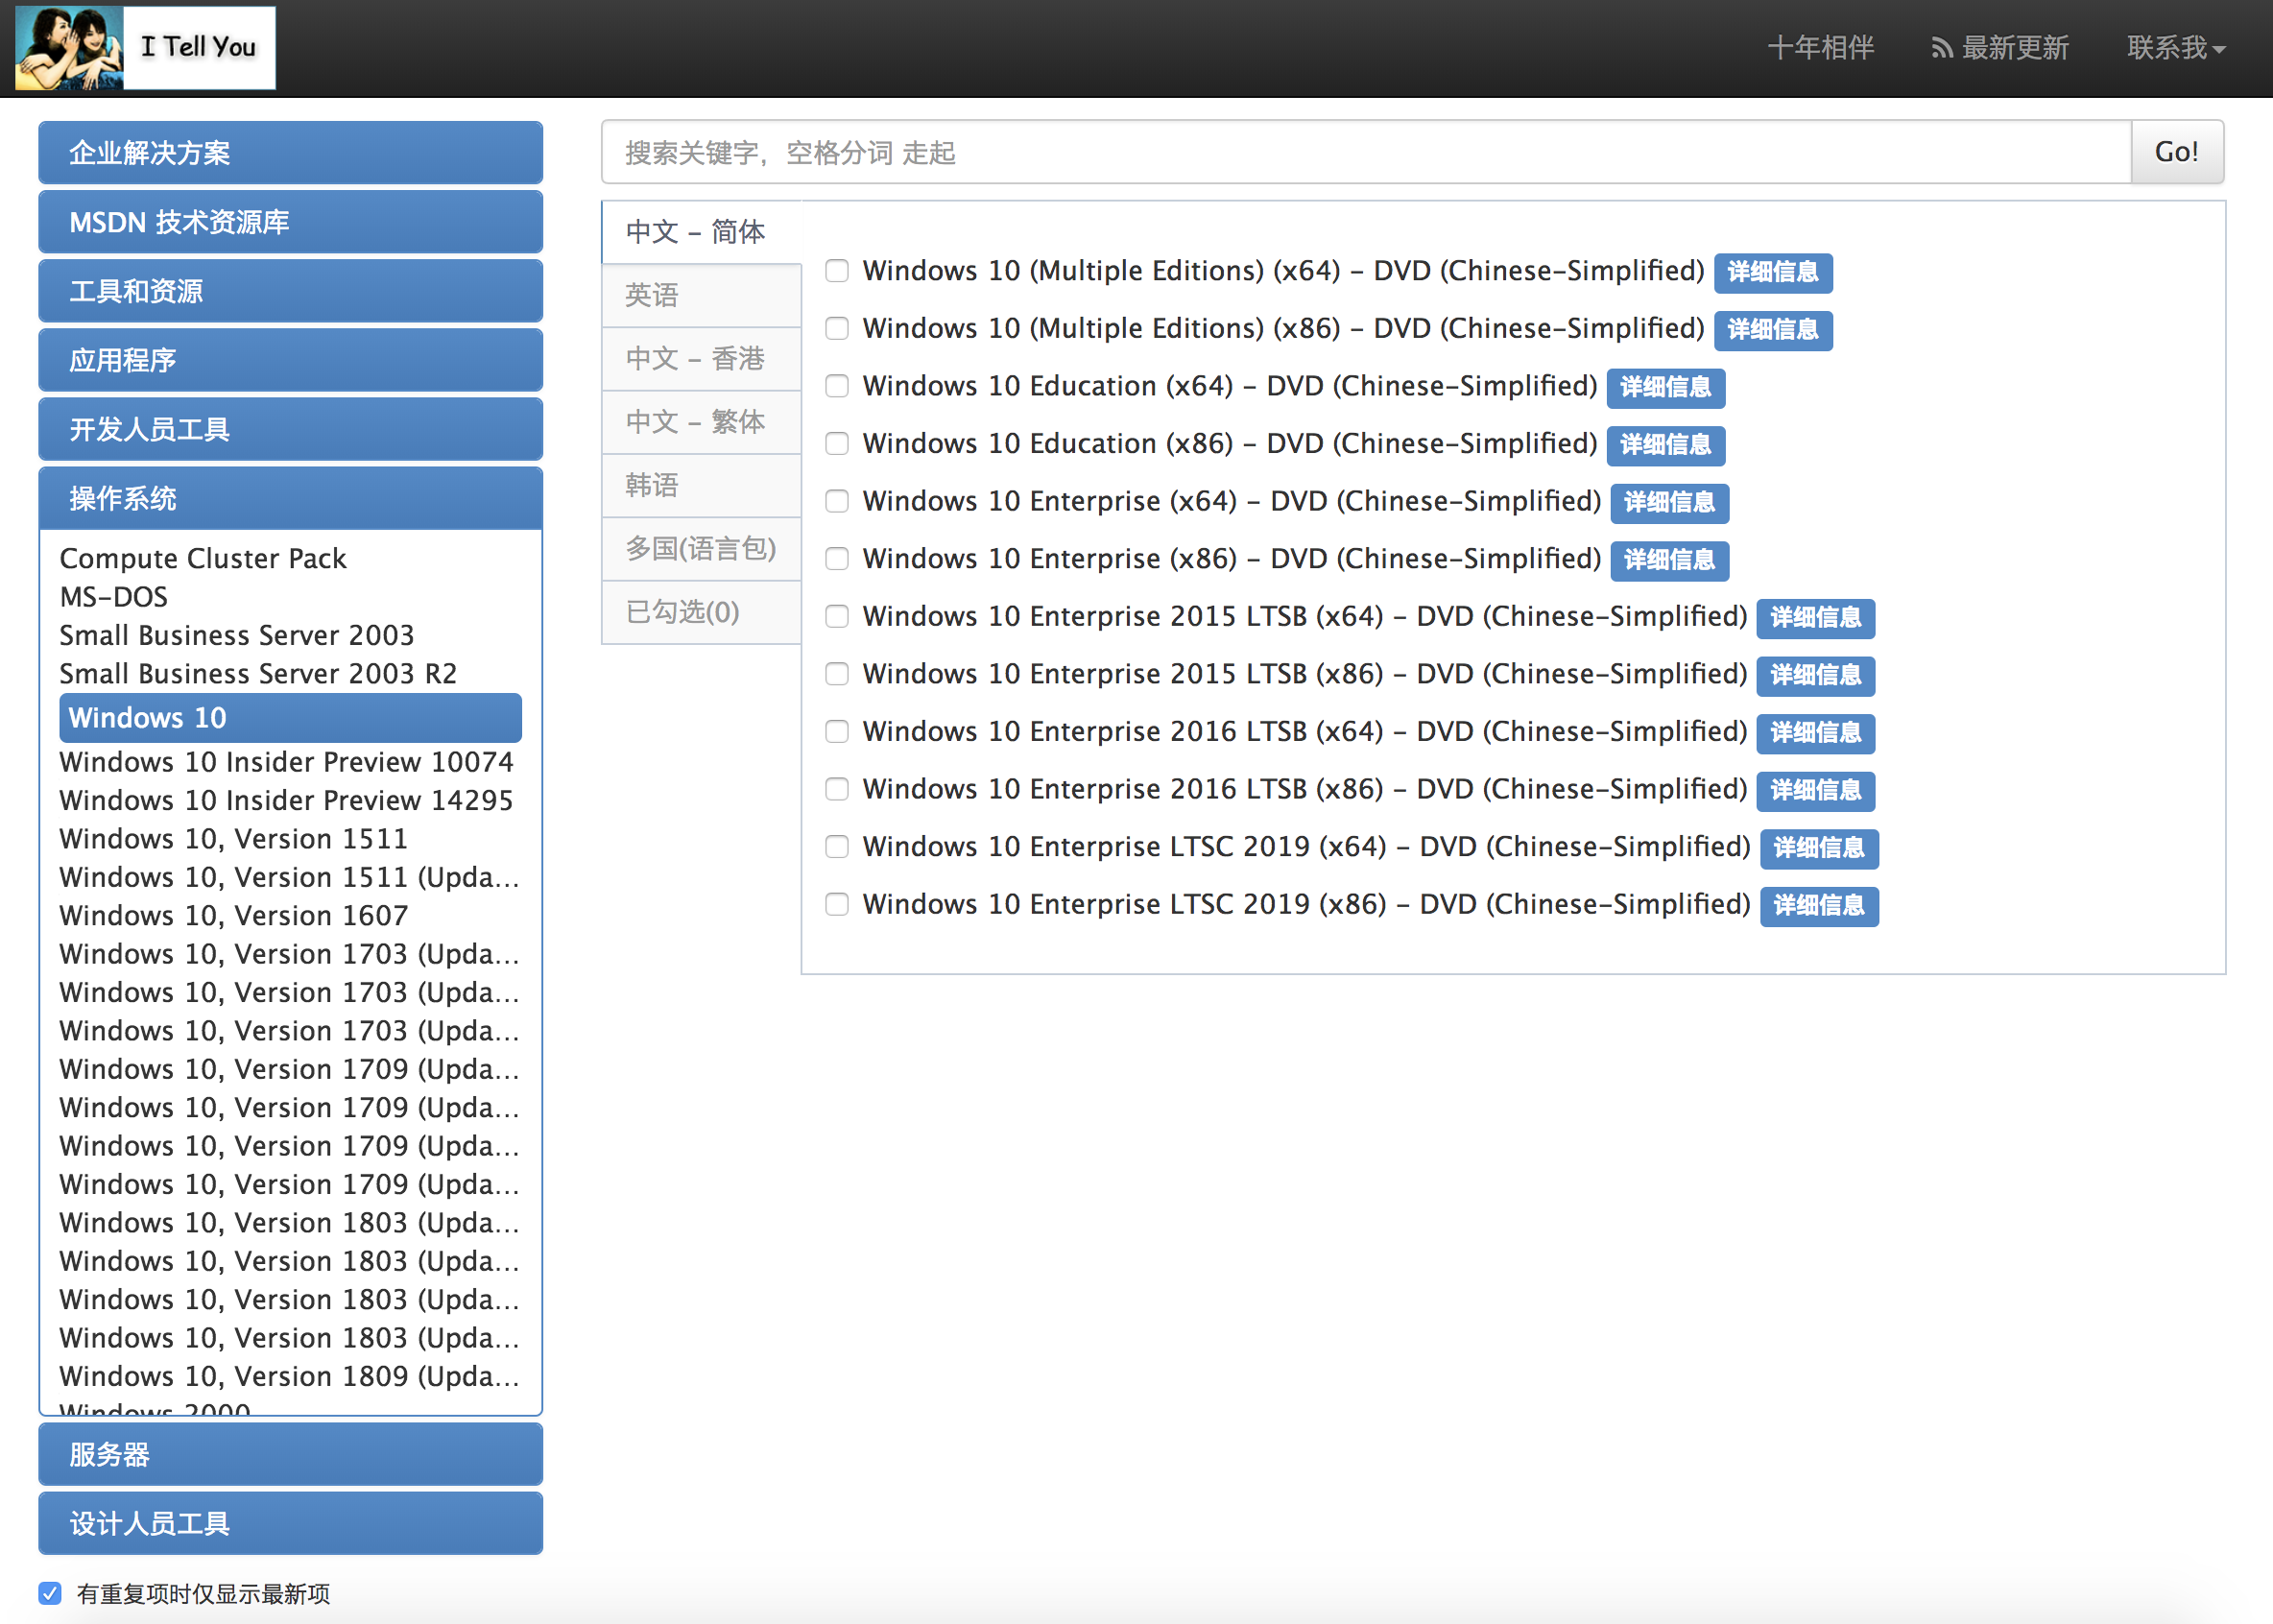 I Tell You
十年相伴
最新更新
联系我
企业解决方案
MSDN 技术资源库
工具和资源
应用程序
开发人员工具
操作系统
Compute Cluster Pack
MS-DOS
Small Business Server 2003
Small Business Server 2003 R2
Windows 10
Windows 10 Insider Preview 10074
Windows 10 Insider Preview 14295
Windows 10, Version 1511
Windows 10, Version 1511 (Upda...
Windows 10, Version 1607
Windows 10, Version 1703 (Upda...
Windows 10, Version 1703 (Upda...
Windows 10, Version 1703 (Upda...
Windows 10, Version 1709 (Upda...
Windows 10, Version 1709 (Upda...
Windows 10, Version 1709 (Upda...
Windows 10, Version 1709 (Upda...
Windows 10, Version 1803 (Upda...
Windows 10, Version 1803 (Upda...
Windows 10, Version 1803 (Upda...
Windows 10, Version 1803 (Upda...
Windows 10, Version 1809 (Upda...
Windows 2000
服务器
设计人员工具
有重复项时仅显示最新项
搜索关键字，空格分词 走起
Go!
中文 - 简体
英语
中文 - 香港
中文 - 繁体
韩语
多国(语言包)
已勾选(0)
Windows 10 (Multiple Editions) (x64) - DVD (Chinese-Simplified) 详细信息
Windows 10 (Multiple Editions) (x86) - DVD (Chinese-Simplified) 详细信息
Windows 10 Education (x64) - DVD (Chinese-Simplified) 详细信息
Windows 10 Education (x86) - DVD (Chinese-Simplified) 详细信息
Windows 10 Enterprise (x64) - DVD (Chinese-Simplified) 详细信息
Windows 10 Enterprise (x86) - DVD (Chinese-Simplified) 详细信息
Windows 10 Enterprise 2015 LTSB (x64) - DVD (Chinese-Simplified) 详细信息
Windows 10 Enterprise 2015 LTSB (x86) - DVD (Chinese-Simplified) 详细信息
Windows 10 Enterprise 2016 LTSB (x64) - DVD (Chinese-Simplified) 详细信息
Windows 10 Enterprise 2016 LTSB (x86) - DVD (Chinese-Simplified) 详细信息
Windows 10 Enterprise LTSC 2019 (x64) - DVD (Chinese-Simplified) 详细信息
Windows 10 Enterprise LTSC 2019 (x86) - DVD (Chinese-Simplified) 详细信息